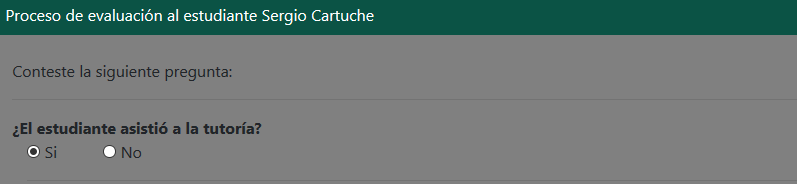 Proceso de evaluación al estudiante Sergio Cartuche
Conteste la siguiente pregunta:
¿El estudiante asistió a la tutoría?
Si No